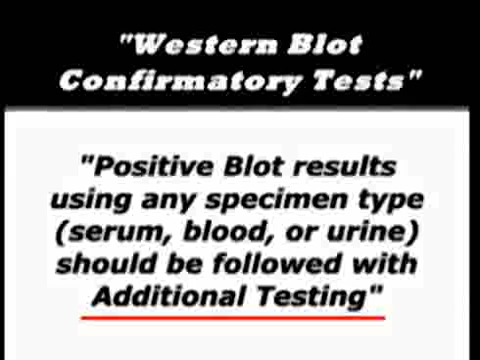 "Western Blot
Confirmatory Tests"
"Positive Blot results
using any specimen type
(serum, blood, or urine)
should be followed with
Additional Testing"